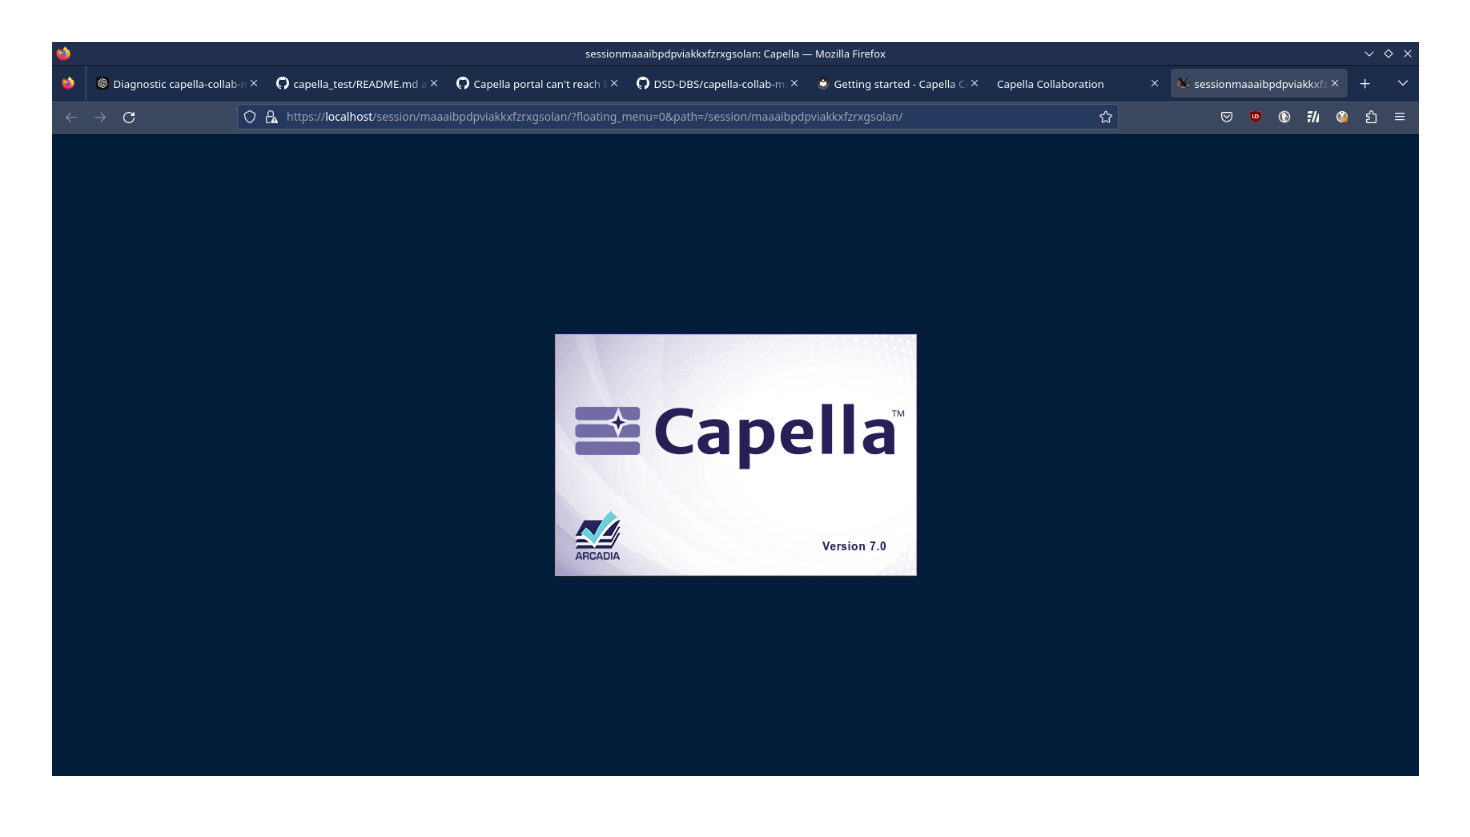 sessionmaaaibpdpviakkxfzrxgsolan: Capella — Mozilla Firefox
Diagnostic capella-collab-
capella_test/README.md
Capella portal can't reach
DSD-DBS/capella-collab-m
Getting started - Capella C
Capella Collaboration
sessionmaaaibpdpviakkxfz
https://localhost/session/maaaibpdpviakkxfzrxgsolan/?floating_menu=0&path=/session/maaaibpdpviakkxfzrxgsolan/
Capella™
ARCADIA
Version 7.0